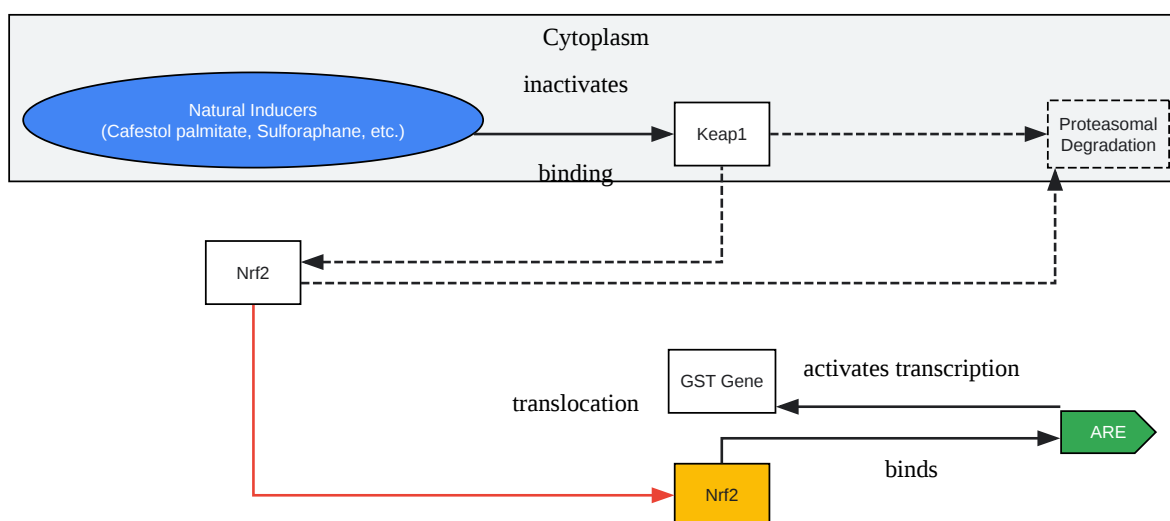 Cytoplasm
inactivates
Natural Inducers
(Cafestol palmitate, Sulforaphane, etc.)
Keap1
Proteasomal
Degradation
binding
Nrf2
GST Gene
activates transcription
translocation
ARE
binds
Nrf2